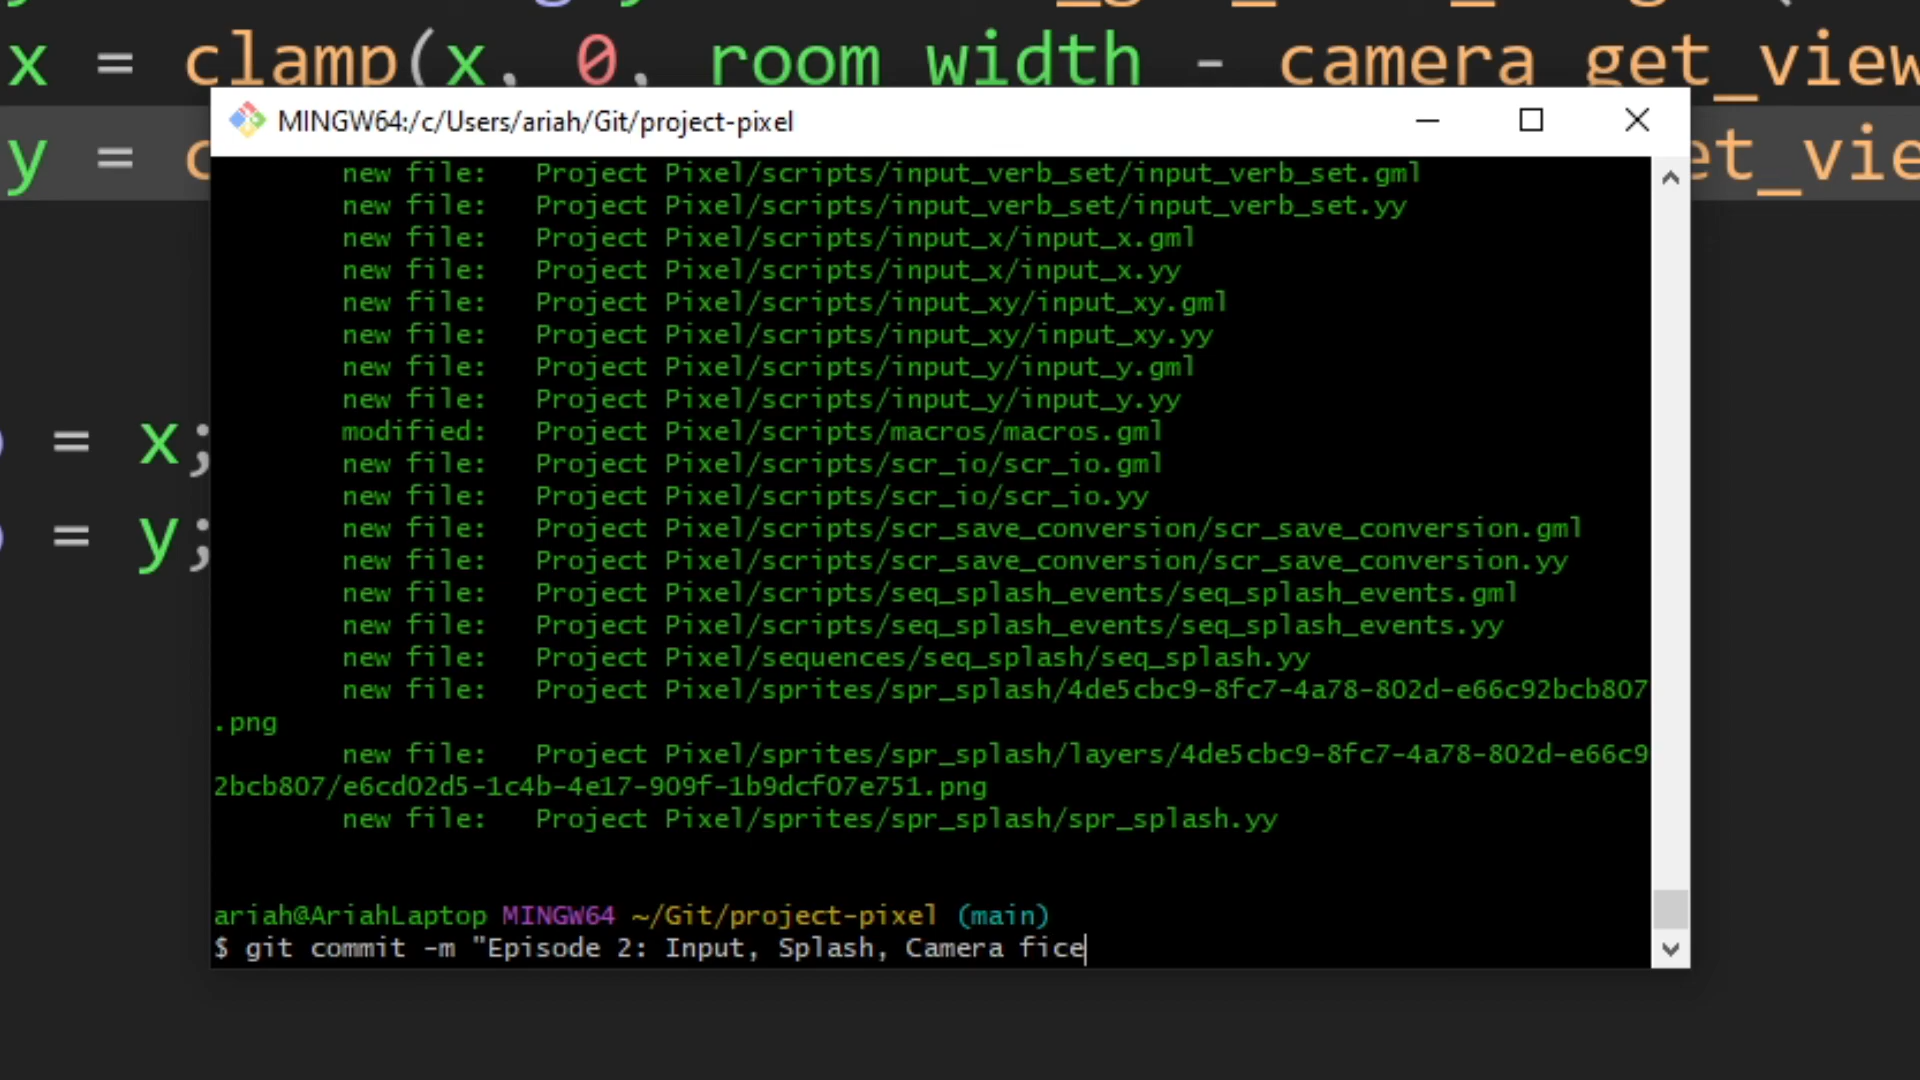 x = clamp(x, 0, room_width - camera_get_view
MINGW64:/c/Users/ariah/Git/project-pixel
y = c
et_vie
new file:   Project Pixel/scripts/input_verb_set/input_verb_set.gml
new file:   Project Pixel/scripts/input_verb_set/input_verb_set.yy
new file:   Project Pixel/scripts/input_x/input_x.gml
new file:   Project Pixel/scripts/input_x/input_x.yy
new file:   Project Pixel/scripts/input_xy/input_xy.gml
new file:   Project Pixel/scripts/input_xy/input_xy.yy
new file:   Project Pixel/scripts/input_y/input_y.gml
new file:   Project Pixel/scripts/input_y/input_y.yy
modified:   Project Pixel/scripts/macros/macros.gml
= x;
new file:   Project Pixel/scripts/scr_io/scr_io.gml
new file:   Project Pixel/scripts/scr_io/scr_io.yy
new file:   Project Pixel/scripts/scr_save_conversion/scr_save_conversion.gml
= y;
new file:   Project Pixel/scripts/scr_save_conversion/scr_save_conversion.yy
new file:   Project Pixel/scripts/seq_splash_events/seq_splash_events.gml
new file:   Project Pixel/scripts/seq_splash_events/seq_splash_events.yy
new file:   Project Pixel/sequences/seq_splash/seq_splash.yy
new file:   Project Pixel/sprites/spr_splash/4de5cbc9-8fc7-4a78-802d-e66c92bcb807
.png
new file:   Project Pixel/sprites/spr_splash/layers/4de5cbc9-8fc7-4a78-802d-e66c9
2bcb807/e6cd02d5-1c4b-4e17-909f-1b9dcf07e751.png
new file:   Project Pixel/sprites/spr_splash/spr_splash.yy
ariah@AriahLaptop MINGW64 ~/Git/project-pixel (main)
$ git commit -m "Episode 2: Input, Splash, Camera fice